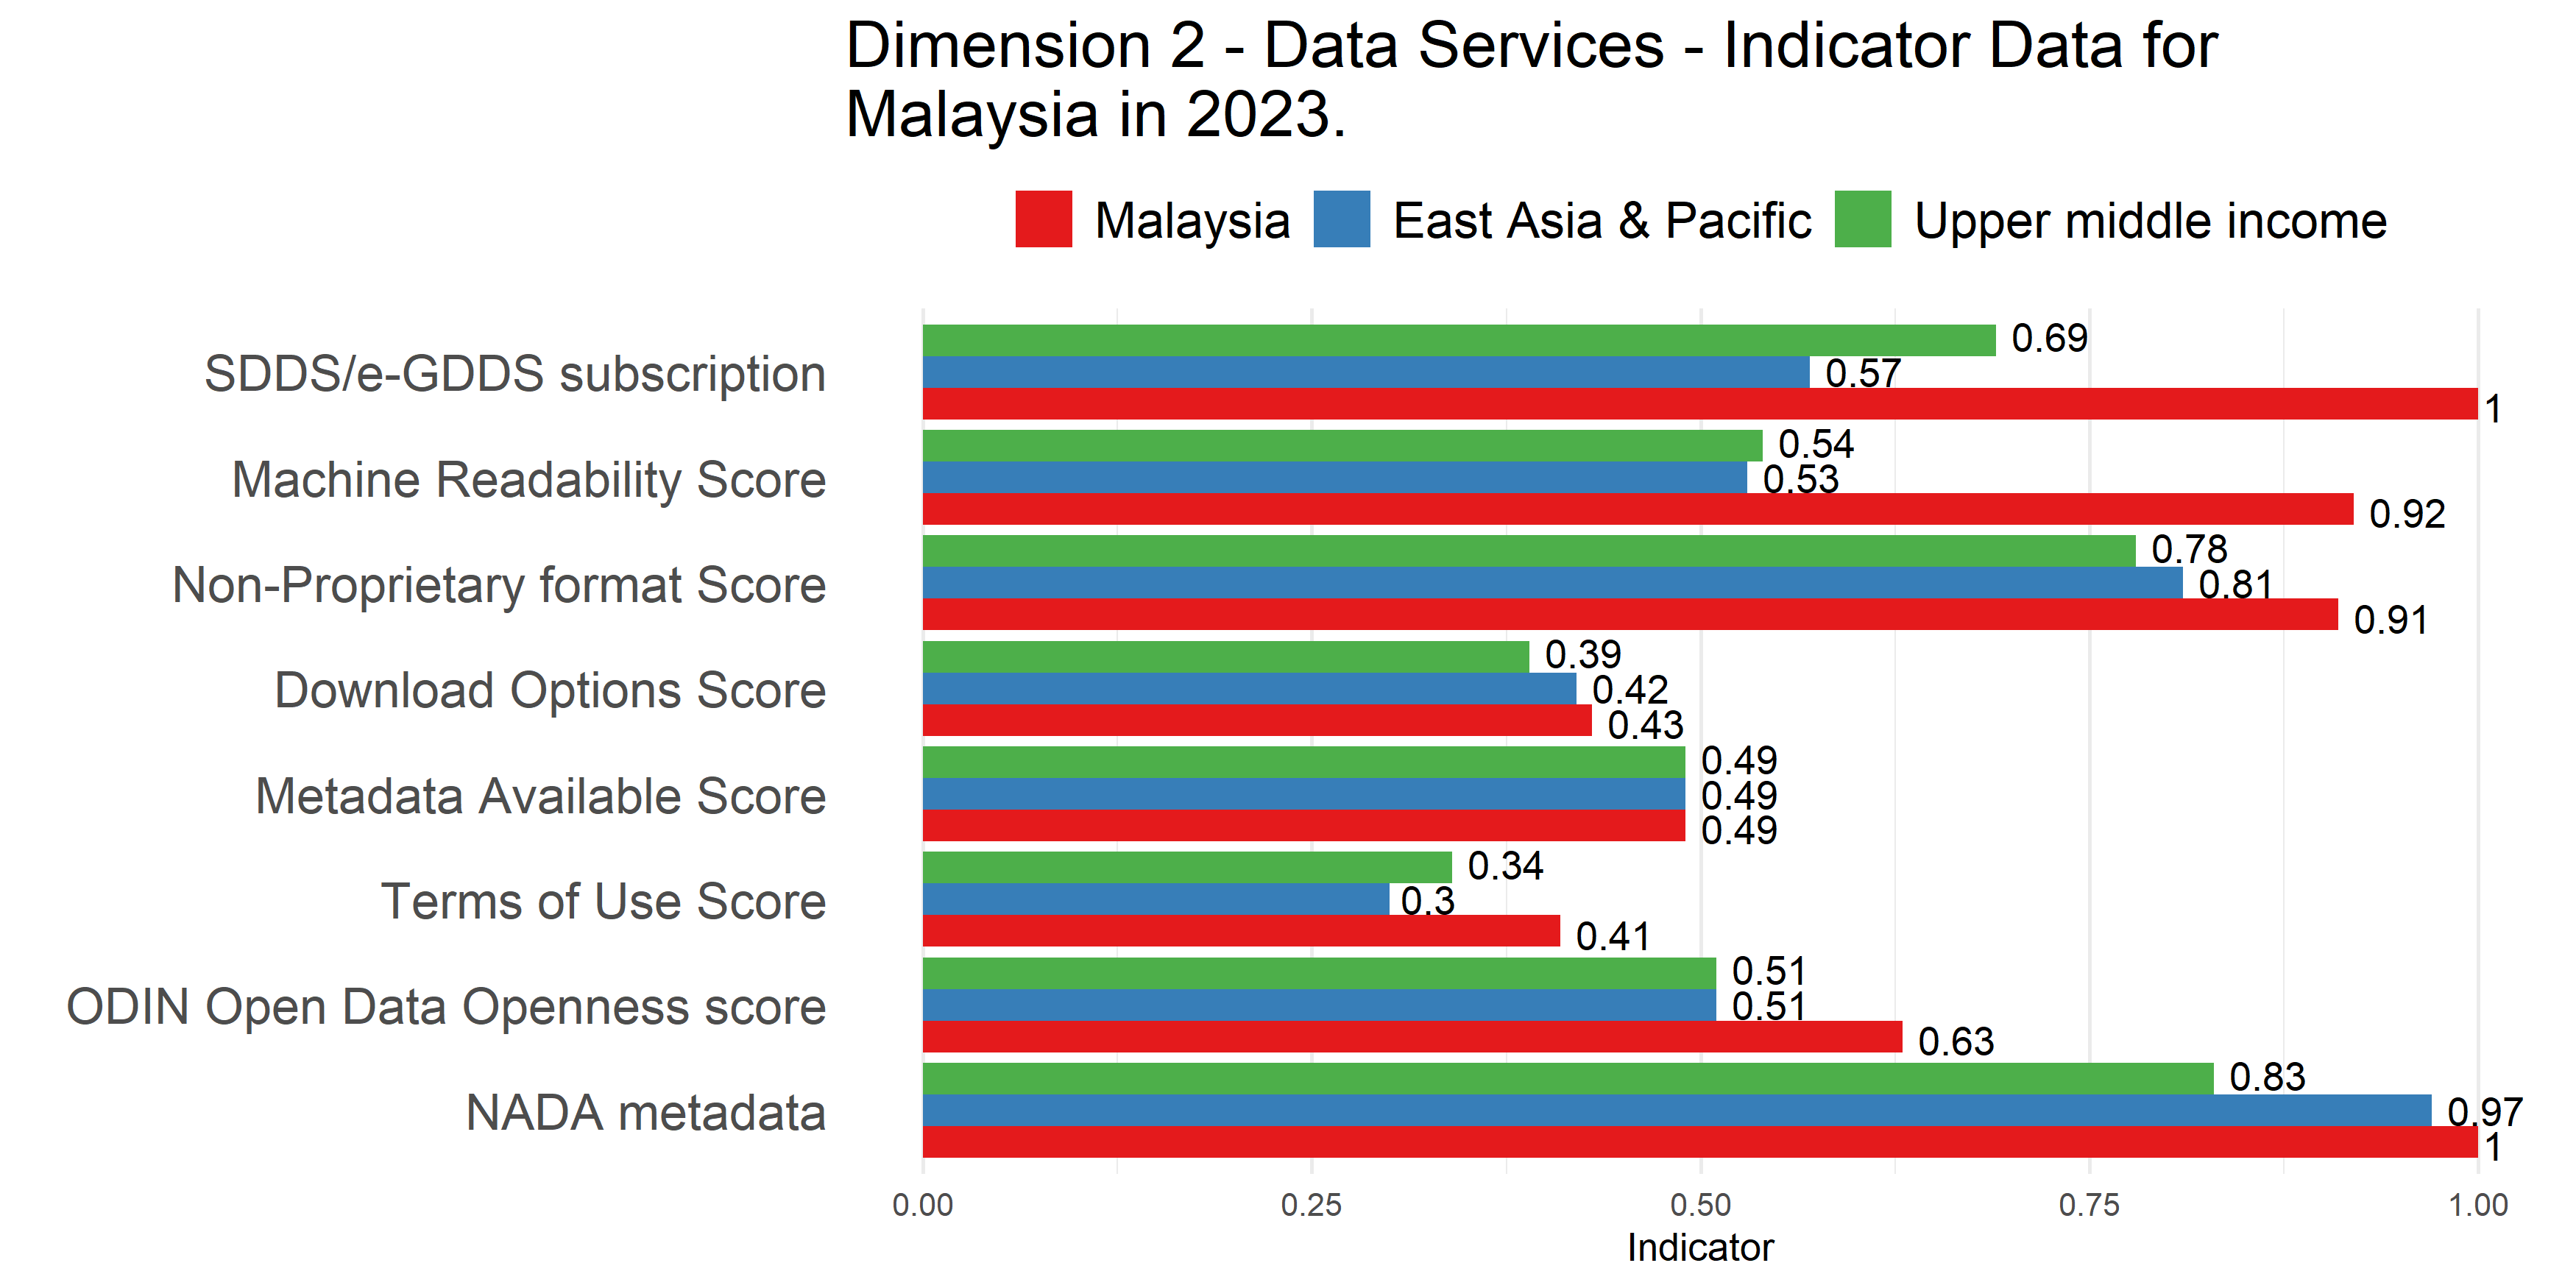 Dimension 2 - Data Services - Indicator Data for
Malaysia in 2023.
Malaysia East Asia & Pacific Upper middle income
SDDS/e-GDDS subscription
0.69
0.57
1
Machine Readability Score
0.54
0.53
0.92
Non-Proprietary format Score
0.78
0.81
0.91
Download Options Score
0.39
0.42
0.43
Metadata Available Score
0.49
0.49
0.49
Terms of Use Score
0.34
0.3
0.41
ODIN Open Data Openness score
0.51
0.51
0.63
NADA metadata
0.83
0.97
1
0.00 0.25 0.50 0.75 1.00
Indicator